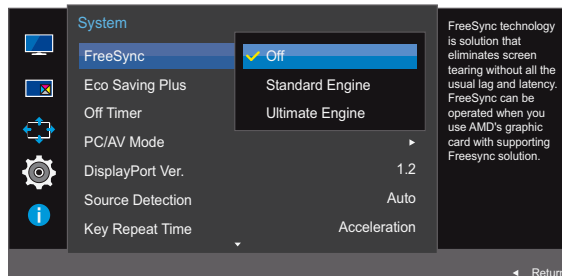 System
FreeSync
Off
Eco Saving Plus
Standard Engine
Off Timer
Ultimate Engine
PC/AV Mode
DisplayPort Ver.
1.2
Source Detection
Auto
Key Repeat Time
Acceleration
FreeSync technology
is solution that
eliminates screen
tearing without all the
usual lag and latency.
FreeSync can be
operated when you
use AMD's graphic
card with supporting
Freesync solution.
Return